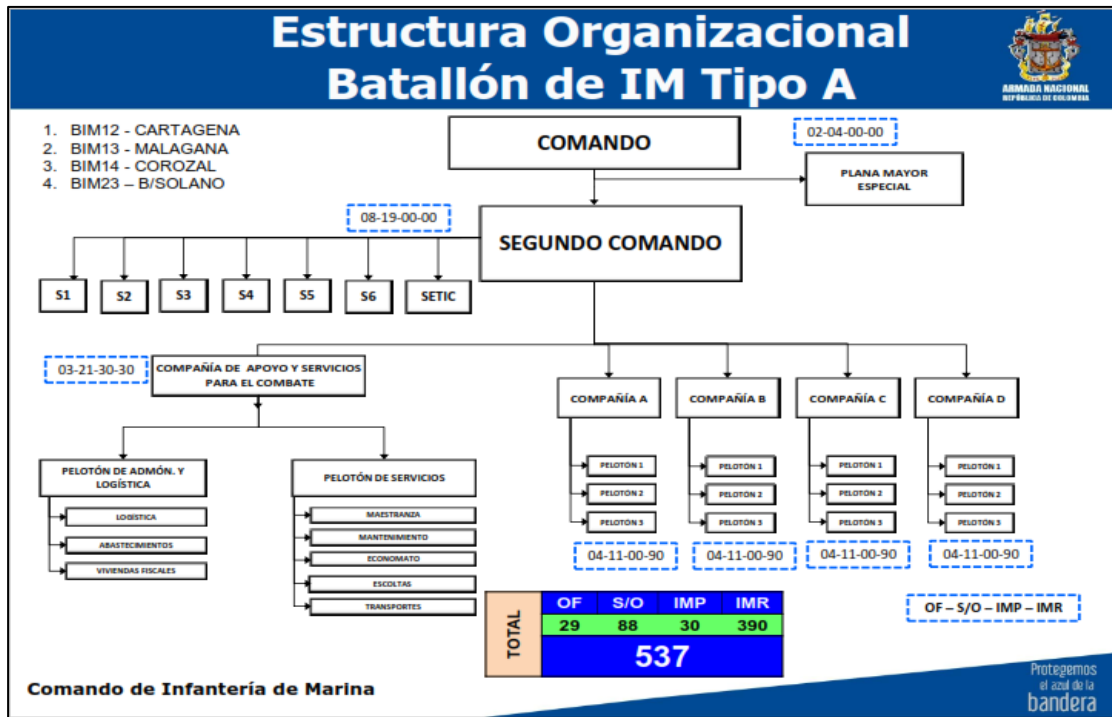 Estructura Organizacional
Batallón de IM Tipo A
ARMADA NACIONAL
REPÚBLICA DE COLOMBIA
1. BIM12 - CARTAGENA
2. BIM13 - MALAGANA
3. BIM14 - COROZAL
4. BIM23 – B/SOLANO
COMANDO
02-04-00-00
PLANA MAYOR
ESPECIAL
08-19-00-00
SEGUNDO COMANDO
S1
S2
S3
S4
S5
S6
SETIC
03-21-30-30
COMPAÑÍA DE APOYO Y SERVICIOS
PARA EL COMBATE
COMPAÑÍA A
COMPAÑÍA B
COMPAÑÍA C
COMPAÑÍA D
PELOTÓN DE ADMÓN. Y
LOGÍSTICA
LOGÍSTICA
ABASTECIMIENTOS
VIVIENDAS FISCALES
PELOTÓN DE SERVICIOS
MAESTRANZA
MANTENIMIENTO
ECONOMATO
ESCOLTAS
TRANSPORTES
PELOTÓN 1
PELOTÓN 2
PELOTÓN 3
PELOTÓN 1
PELOTÓN 2
PELOTÓN 3
PELOTÓN 1
PELOTÓN 2
PELOTÓN 3
PELOTÓN 1
PELOTÓN 2
PELOTÓN 3
04-11-00-90
04-11-00-90
04-11-00-90
04-11-00-90
TOTAL
OF S/O IMP IMR
29 88 30 390
537
OF – S/O – IMP – IMR
Comando de Infantería de Marina
Protegemos
el azul de la
bandera